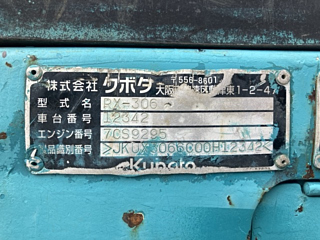 株式会社 クボタ 〒556-8601
大阪市浪速区敷津東1-2-47
型式名 RX-306
車台番号 12342
エンジン番号 7CS9295
製品識別番号
Kubota